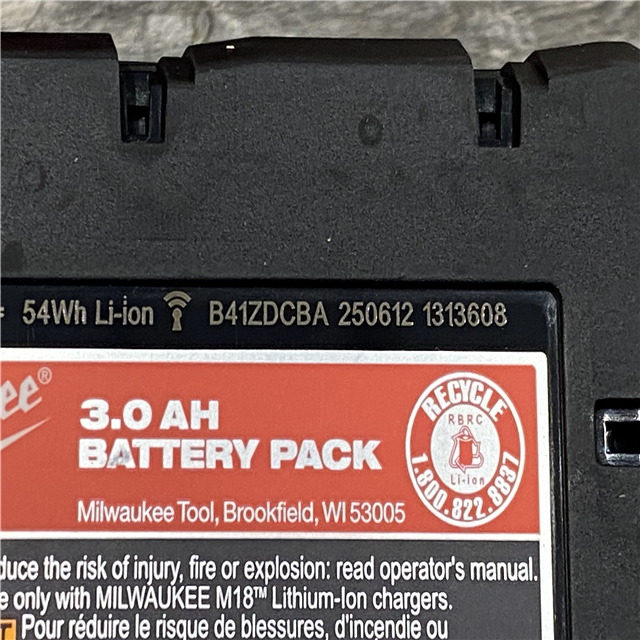 54Wh Li-ion B41ZDCBA 250612 1313608
ee®
3.0 AH
BATTERY PACK
RECYCLE
RBRC
Li-Ion
1.800.822.8837
Milwaukee Tool, Brookfield, WI 53005
duce the risk of injury, fire or explosion: read operator's manual.
e only with MILWAUKEE M18™ Lithium-Ion chargers.
Pour réduire le risque de blessures, d'incendie ou